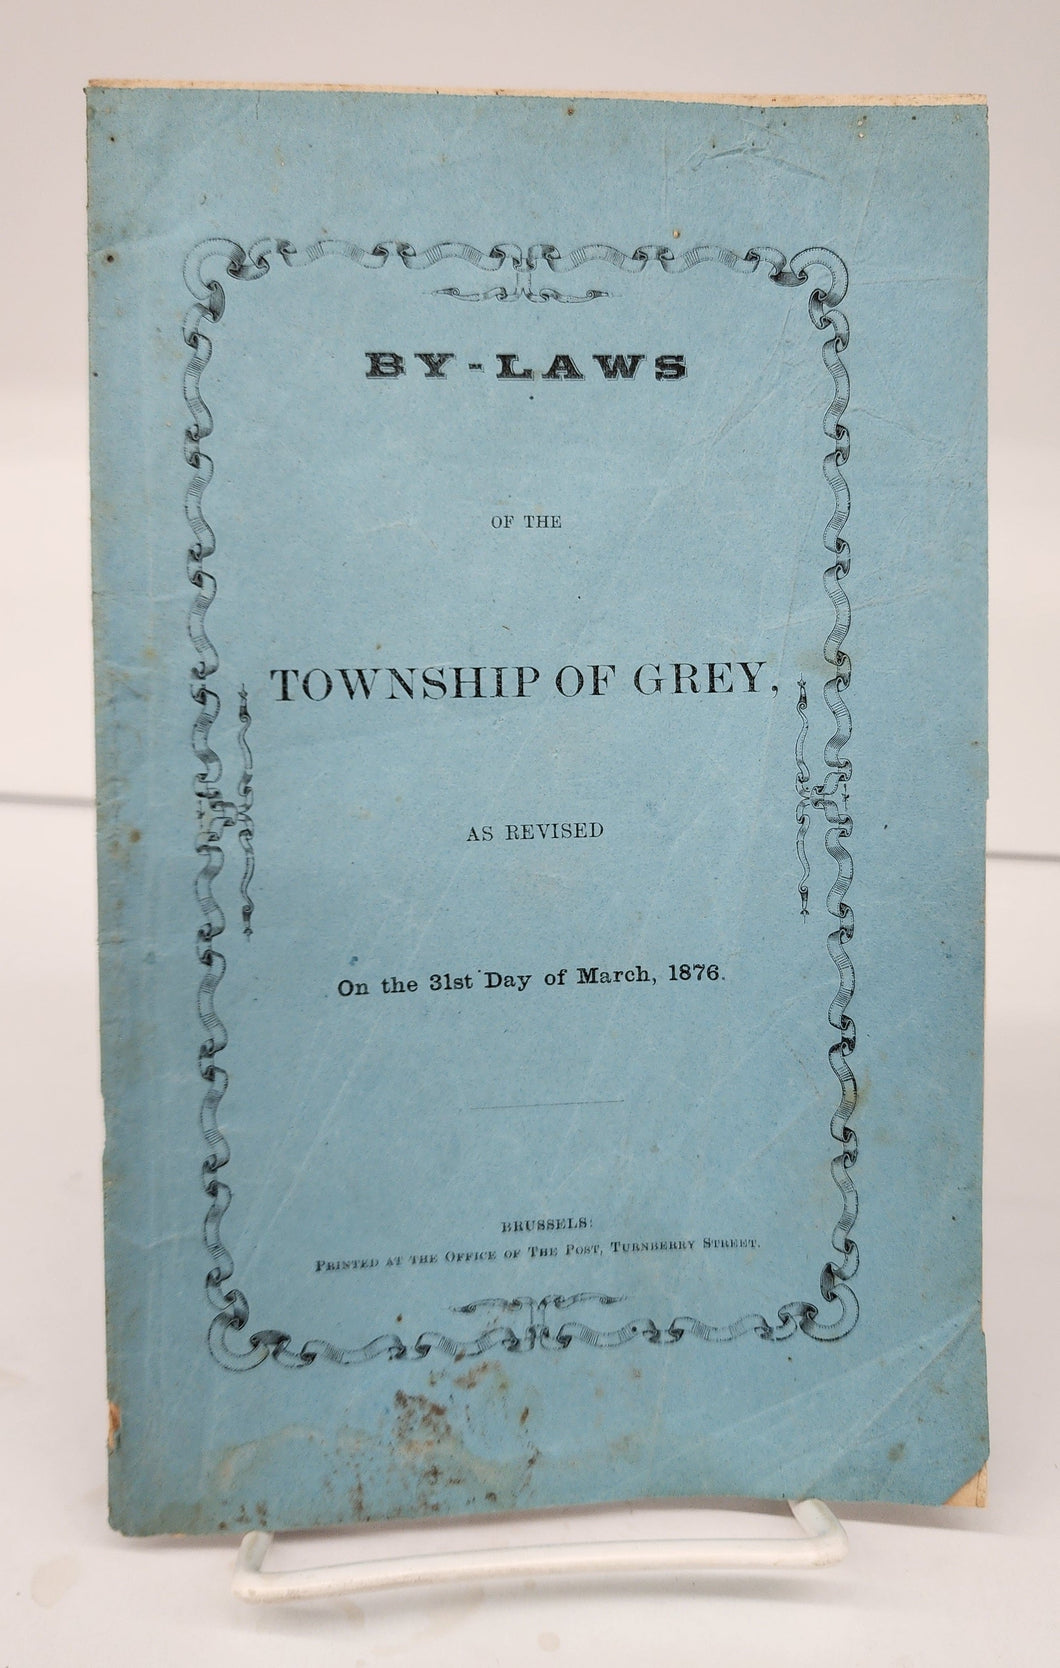 BY-LAWS
OF THE
TOWNSHIP OF GREY,
AS REVISED
On the 31st Day of March, 1876.
BRUSSELS:
PRINTED AT THE OFFICE OF THE POST, TURNBERRY STREET.